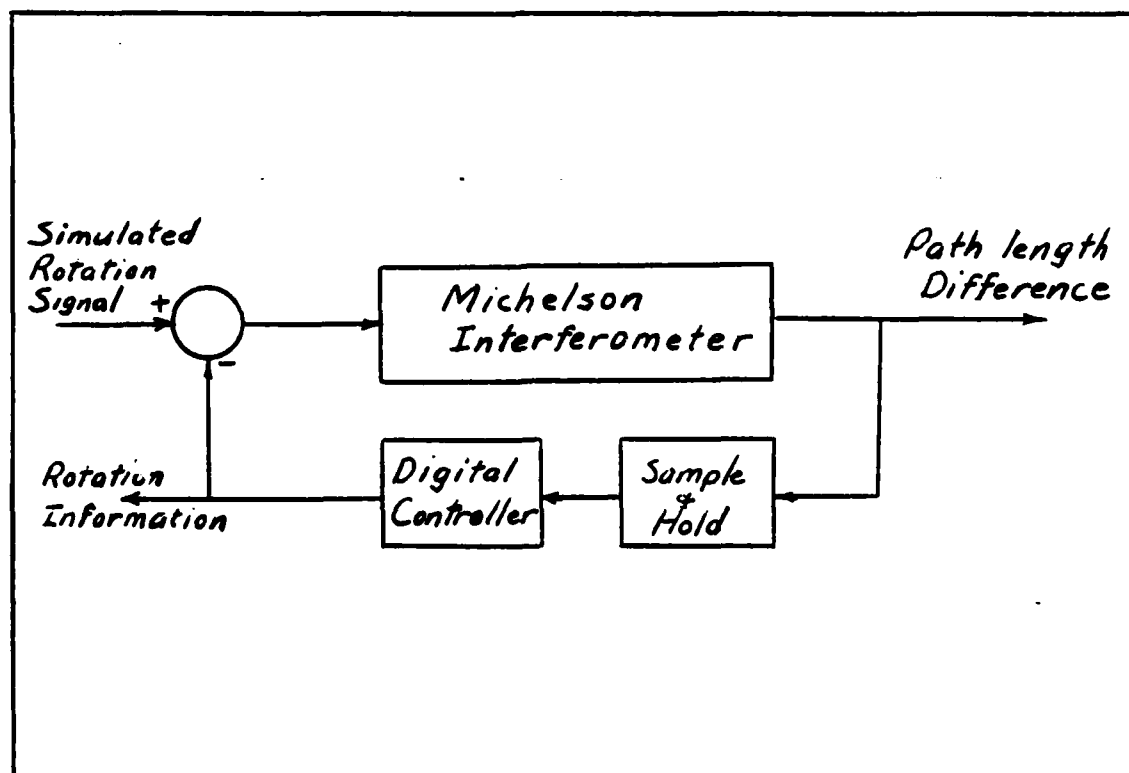 Simulated
Rotation
Signal
+
-
Michelson
Interferometer
Path length
Difference
Rotation
Information
Digital
Controller
Sample
&
Hold